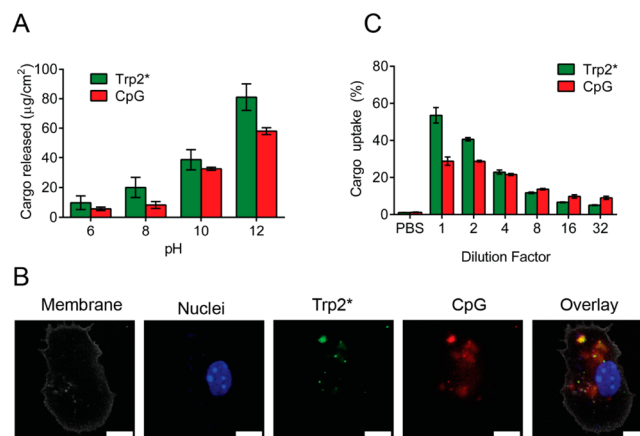 A
Cargo released (µg/cm²)
100
80
60
40
20
0
Trp2*
CpG
6 8 10 12
pH
C
Cargo uptake (%)
80
60
40
20
0
Trp2*
CpG
PBS 1 2 4 8 16 32
Dilution Factor
B
Membrane Nuclei Trp2* CpG Overlay